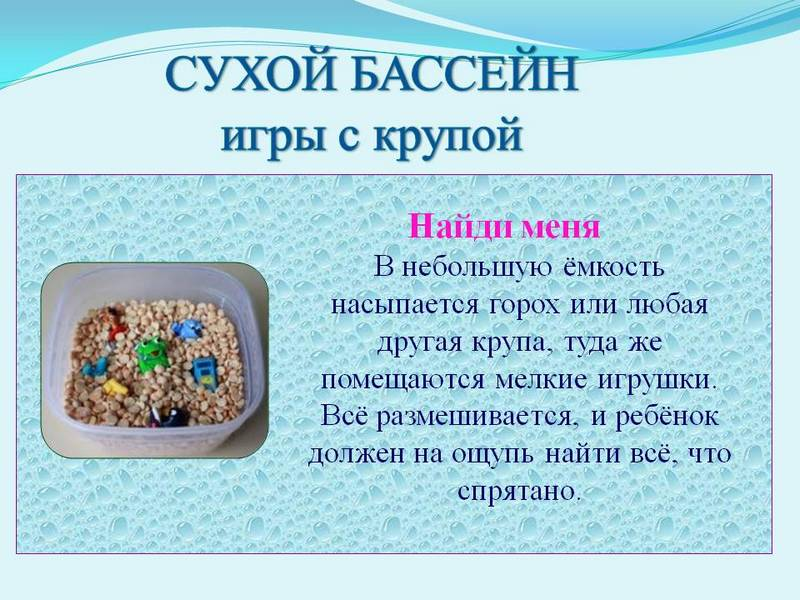 СУХОЙ БАССЕЙН
игры с крупой
Найди меня
В небольшую ёмкость
насыпается горох или любая
другая крупа, туда же
помещаются мелкие игрушки.
Всё размешивается, и ребёнок
должен на ощупь найти всё, что
спрятано.